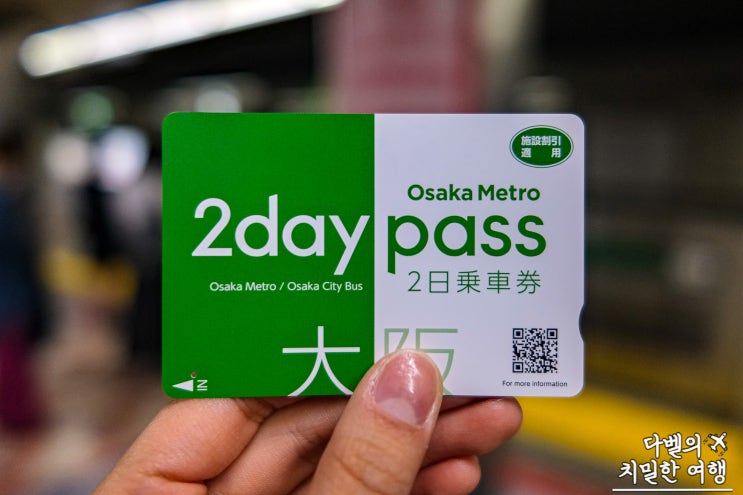 施設割引
適用
Osaka Metro
2day pass
Osaka Metro / Osaka City Bus
2日乗車券
大阪
IN
For more information
다벨의
치밀한 여행